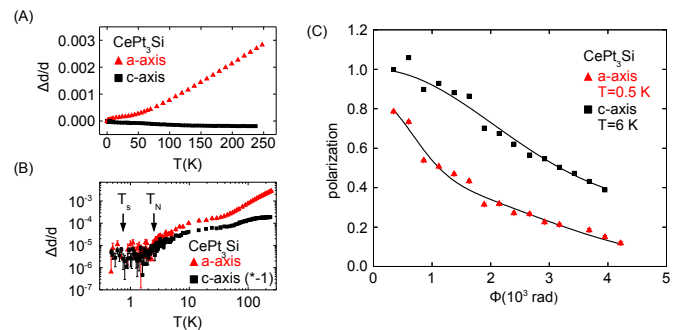 (A)
0.003
0.002
0.001
0.000
Δd/d
CePt₃Si
a-axis
c-axis
0 50 100 150 200 250
T(K)
(B)
10⁻³
10⁻⁴
10⁻⁵
10⁻⁶
10⁻²
Δd/d
Tₛ
T_N
CePt₃Si
a-axis
c-axis (*-1)
1 10 100
T(K)
(C)
1.2
1.0
0.8
0.6
0.4
0.2
0.0
polarization
CePt₃Si
a-axis
T=0.5 K
c-axis
T=6 K
0 1 2 3 4 5
Φ(10³ rad)